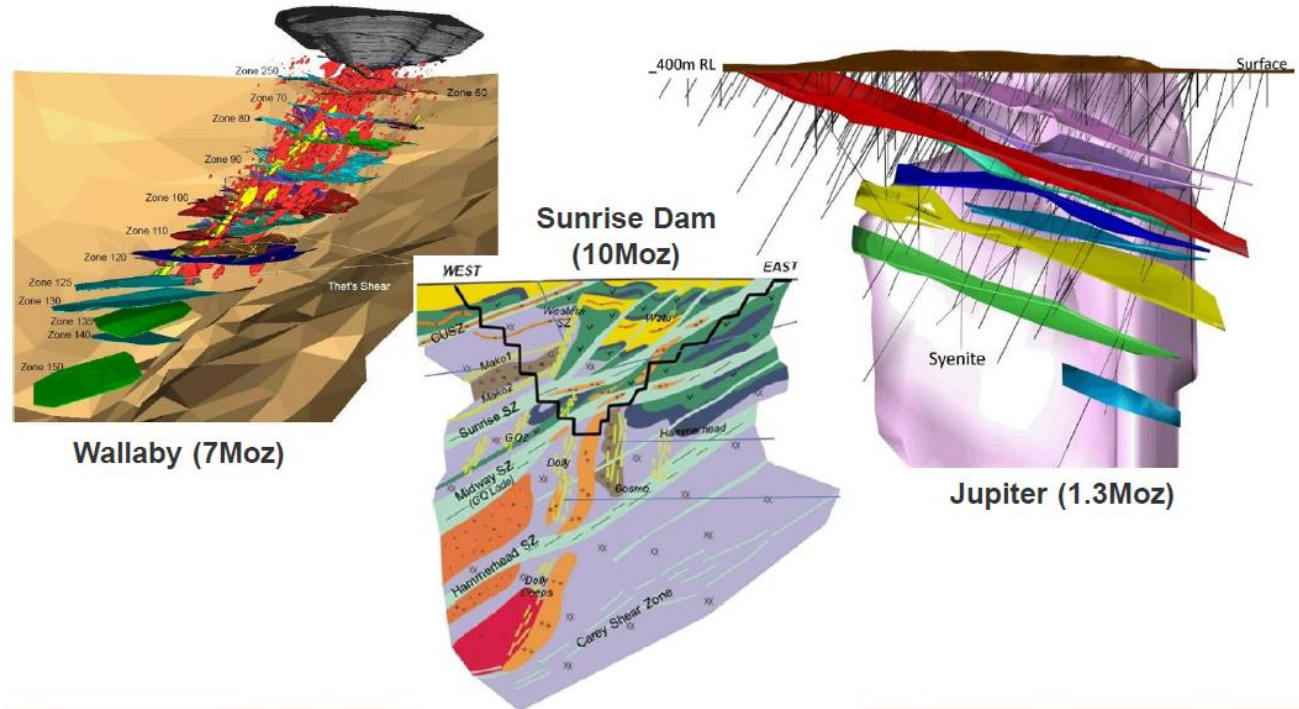 Zone 250
Zone 60
Zone 70
Zone 80
Zone 90
Zone 100
Zone 110
Zone 120
Zone 125
Zone 130
Zone 135
Zone 140
Zone 150
Thet's Shear
Wallaby (7Moz)
Sunrise Dam
(10Moz)
WEST
EAST
CUSZ
Western
SZ
Watu
Mako1
Mako2
Sunrise SZ
GQ2
Hammerhead
Midway SZ
(GQ Lode)
Dolly
Cosmo
Hammerhead SZ
Dolly
Deeps
Carey Shear Zone
_400m RL
Surface
Syenite
Jupiter (1.3Moz)